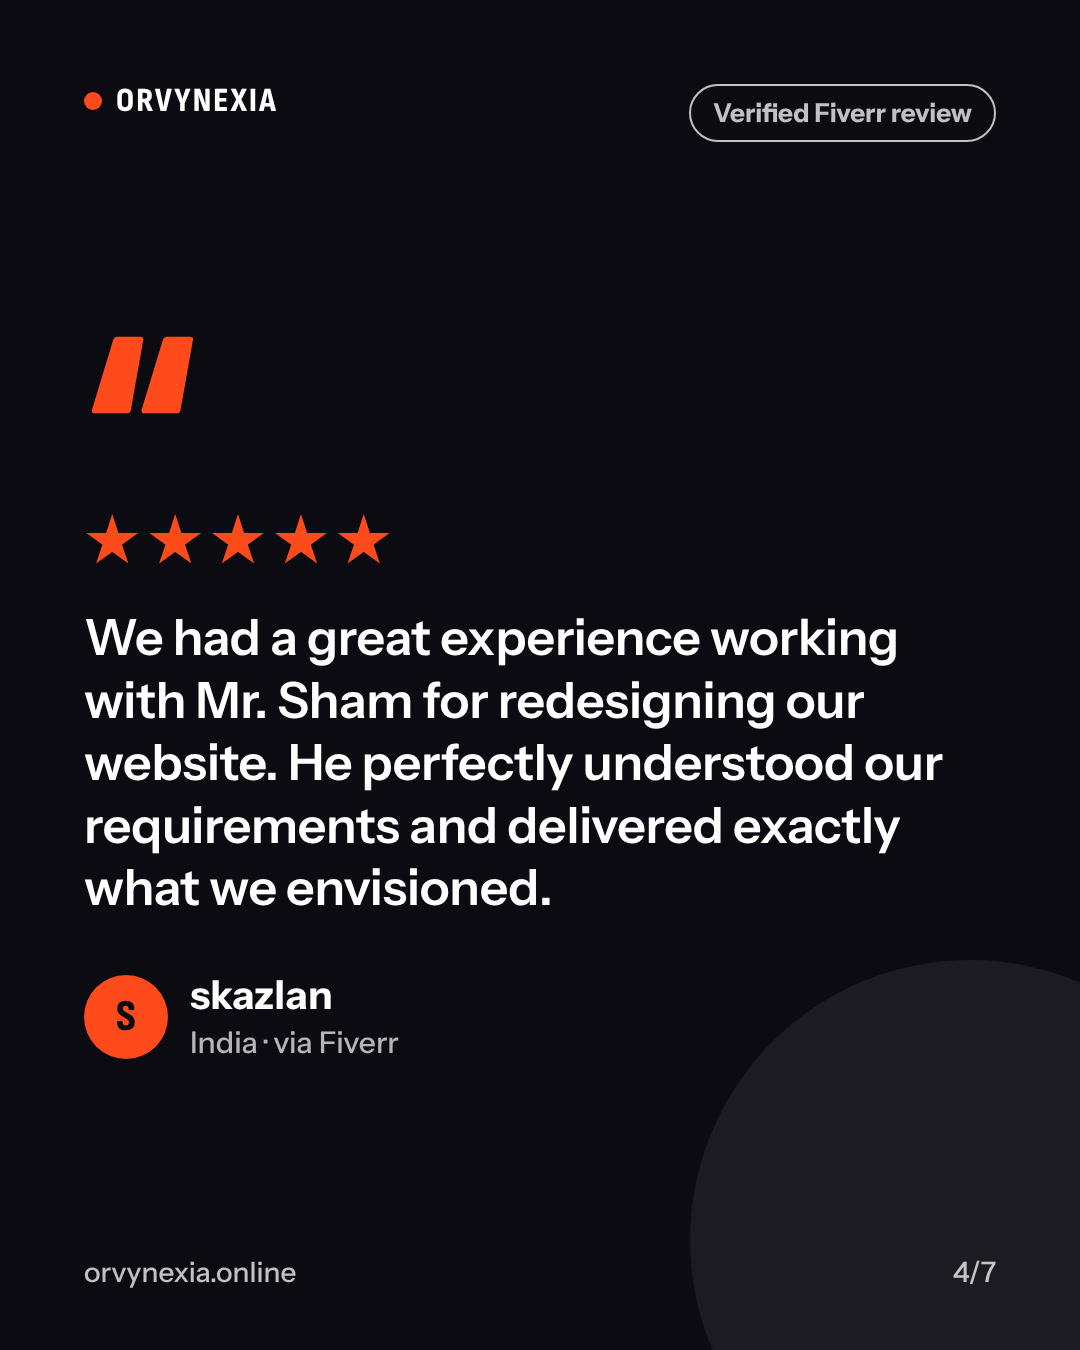 ORVYNEXIA
Verified Fiverr review
“
★★★★★
We had a great experience working
with Mr. Sham for redesigning our
website. He perfectly understood our
requirements and delivered exactly
what we envisioned.
S
skazlan
India · via Fiverr
orvynexia.online
4/7